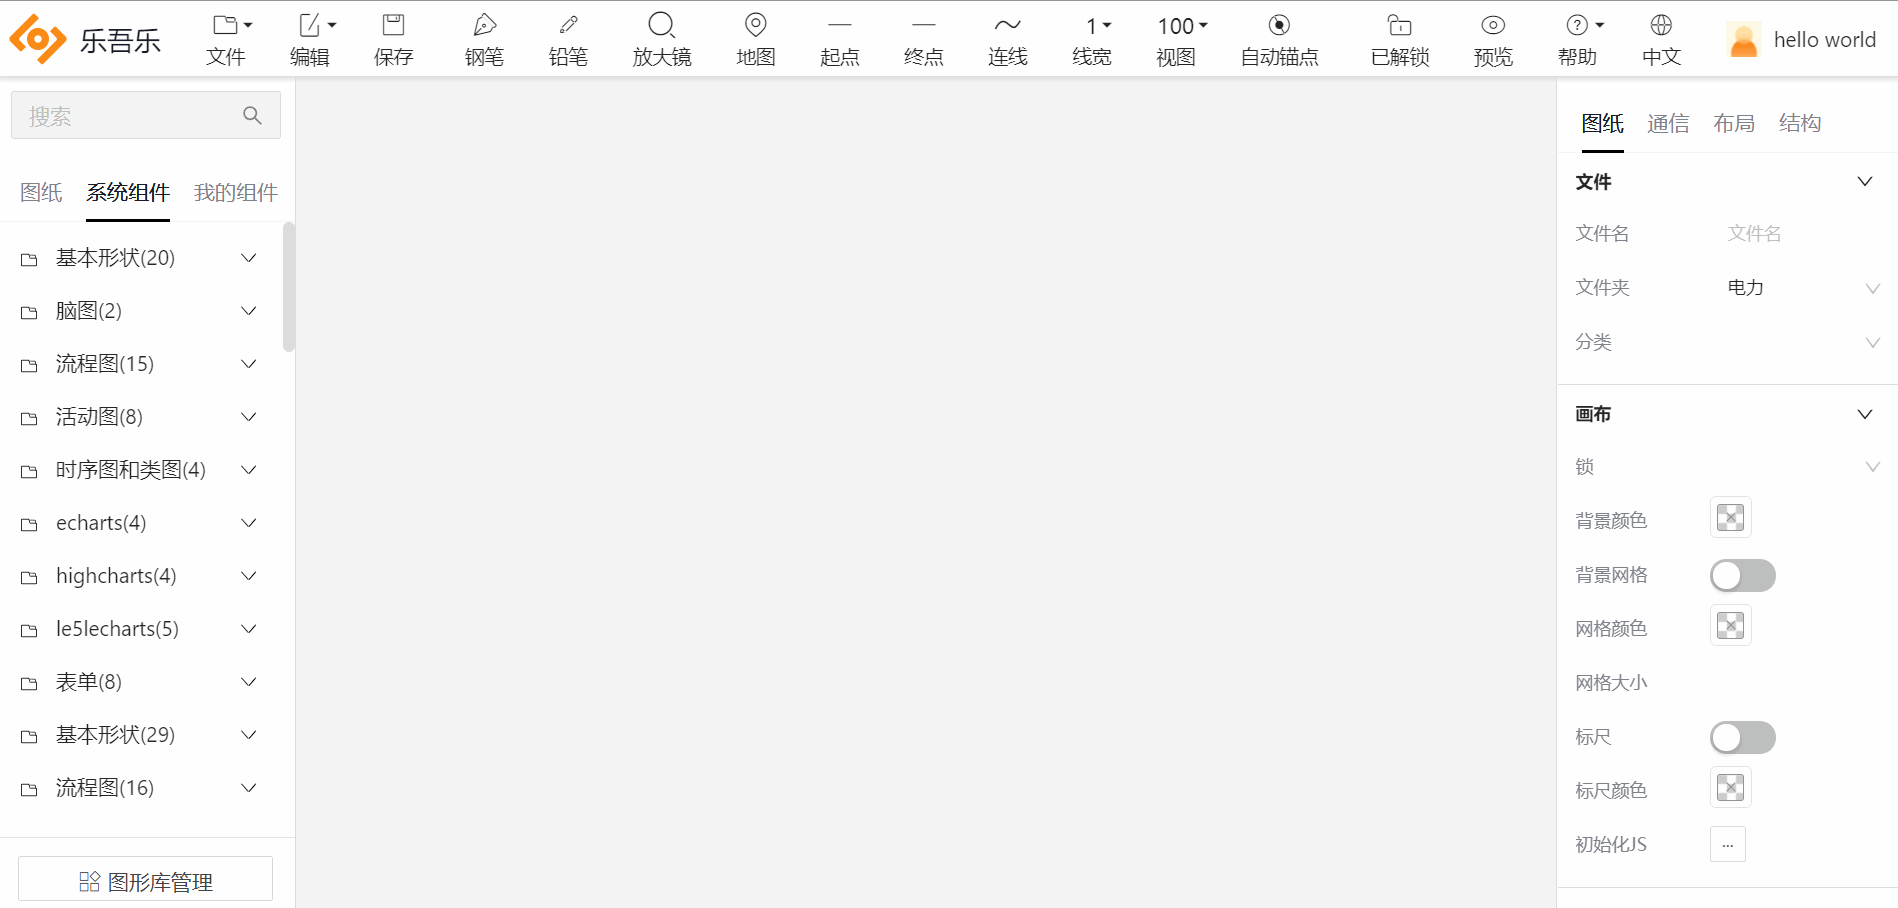 乐吾乐
文件
编辑
保存
钢笔
铅笔
放大镜
地图
起点
终点
连线
1
线宽
100
视图
自动锚点
已解锁
预览
帮助
中文
hello world
搜索
图纸 系统组件 我的组件
基本形状(20)
脑图(2)
流程图(15)
活动图(8)
时序图和类图(4)
echarts(4)
highcharts(4)
le5lecharts(5)
表单(8)
基本形状(29)
流程图(16)
图形库管理
图纸 通信 布局 结构
文件
文件名 文件名
文件夹 电力
分类
画布
锁
背景颜色
背景网格
网格颜色
网格大小
标尺
标尺颜色
初始化JS ...